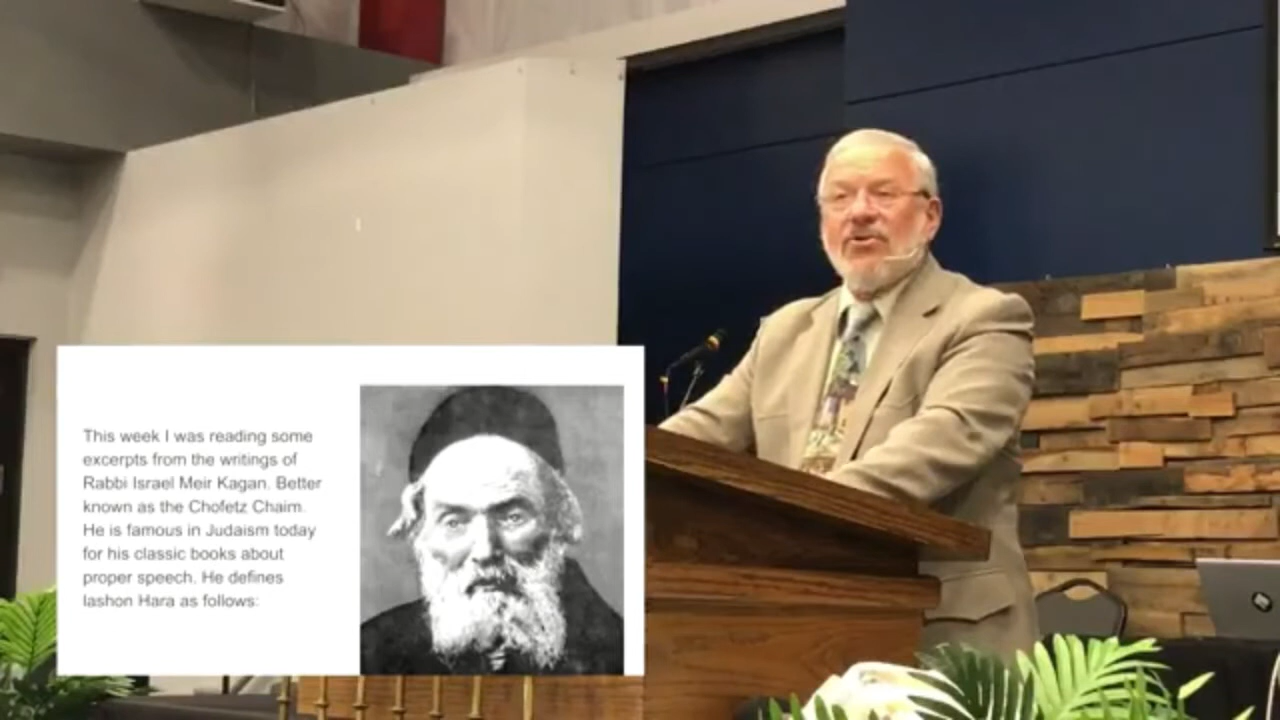 This week I was reading some
excerpts from the writings of
Rabbi Israel Meir Kagan. Better
known as the Chofetz Chaim.
He is famous in Judaism today
for his classic books about
proper speech. He defines
lashon Hara as follows: